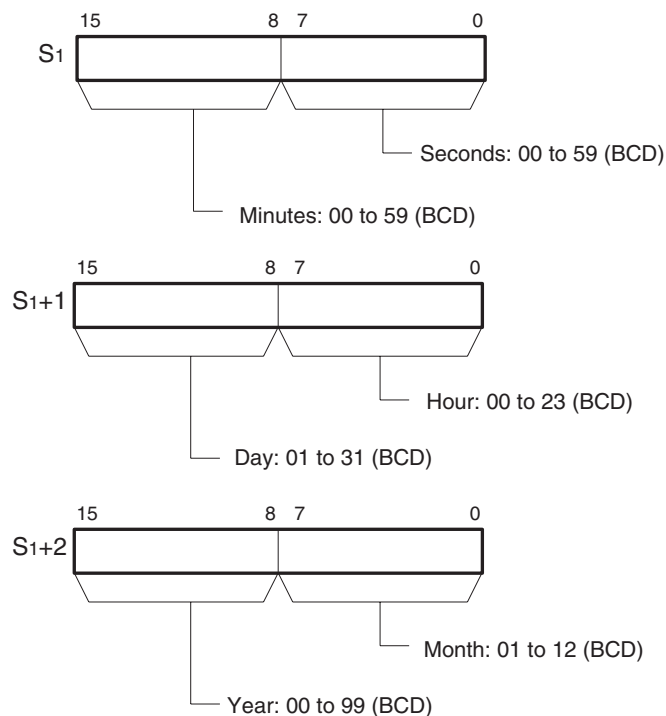 15 8 7 0
S1
Seconds: 00 to 59 (BCD)
Minutes: 00 to 59 (BCD)
15 8 7 0
S1+1
Hour: 00 to 23 (BCD)
Day: 01 to 31 (BCD)
15 8 7 0
S1+2
Month: 01 to 12 (BCD)
Year: 00 to 99 (BCD)